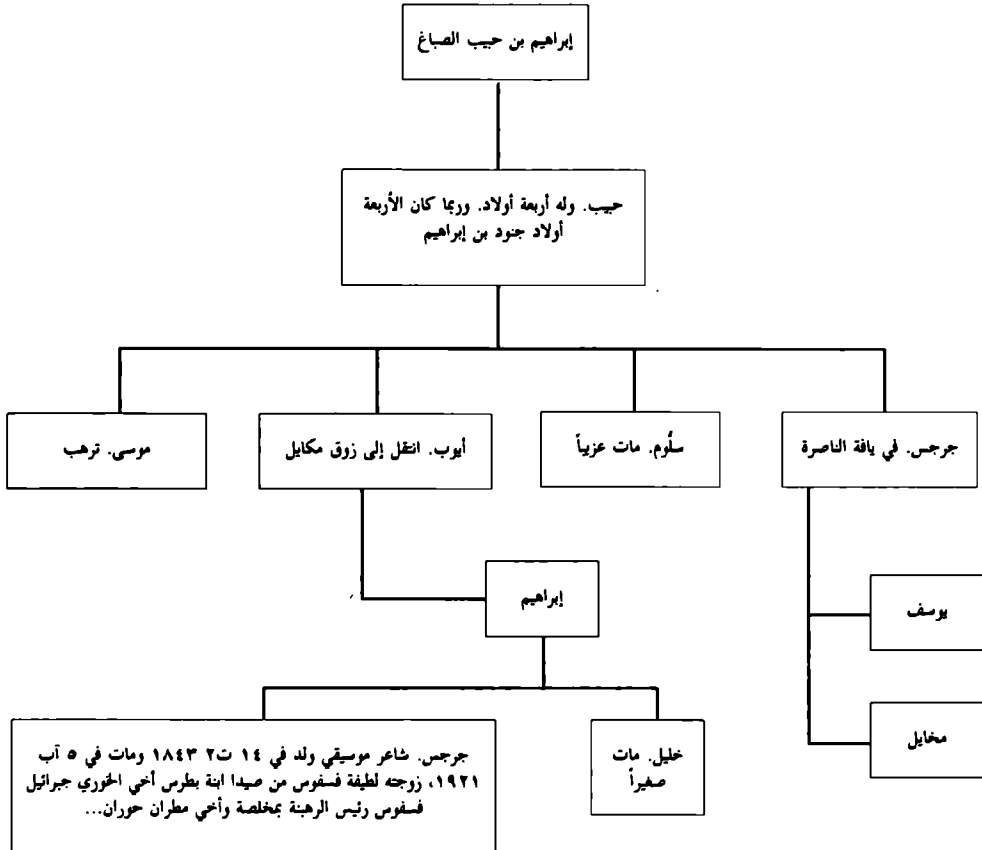 إبراهيم بن حبيب الصباغ
حبيب. وله أربعة أولاد. وربما كان الأربعة
أولاد جنود بن إبراهيم
جرجس. في يافة الناصرة
سلُّوم. مات عزيباً
أيوب. انتقل إلى زوق مكايل
موسى. ترهب
إبراهيم
يوسف
مخايل
خليل. مات
صغيراً
جرجس. شاعر موسيقي ولد في ١٤ ت٢ ١٨٤٣ ومات في ٥ آب
١٩٢١، زوجته لطيفة فسفوس من صيدا ابنة بطرس أخي الخوري جبرائيل
فسفوس رئيس الرهبنة بمخلصة وأخي مطران حوران...